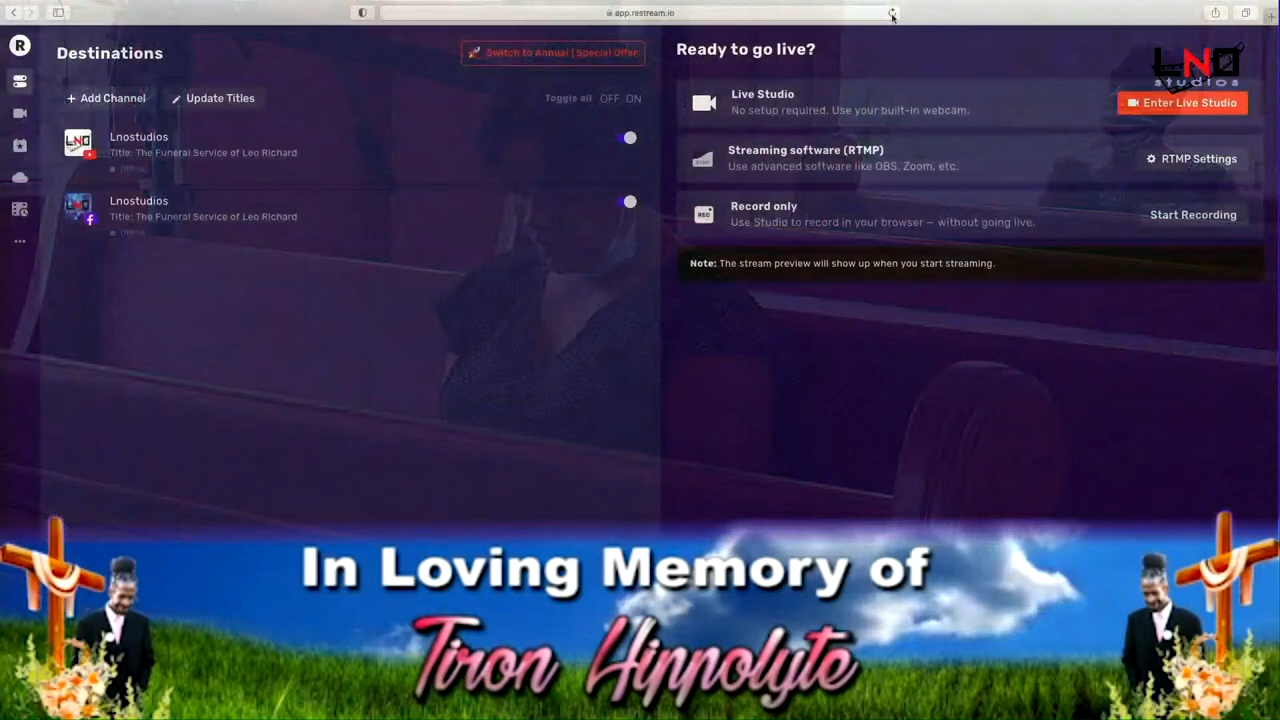 app.restream.io
R
Destinations
Switch to Annual | Special Offer
Ready to go live?
LNO
studios
Add Channel
Update Titles
Toggle all OFF ON
Live Studio
No setup required. Use your built-in webcam.
Enter Live Studio
LNO
Lnostudios
Title: The Funeral Service of Leo Richard
Offline
Streaming software (RTMP)
Use advanced software like OBS, Zoom, etc.
RTMP Settings
Lnostudios
Title: The Funeral Service of Leo Richard
Offline
REC
Record only
Use Studio to record in your browser – without going live.
Start Recording
Note: The stream preview will show up when you start streaming.
In Loving Memory of
Tiron Hippolyte